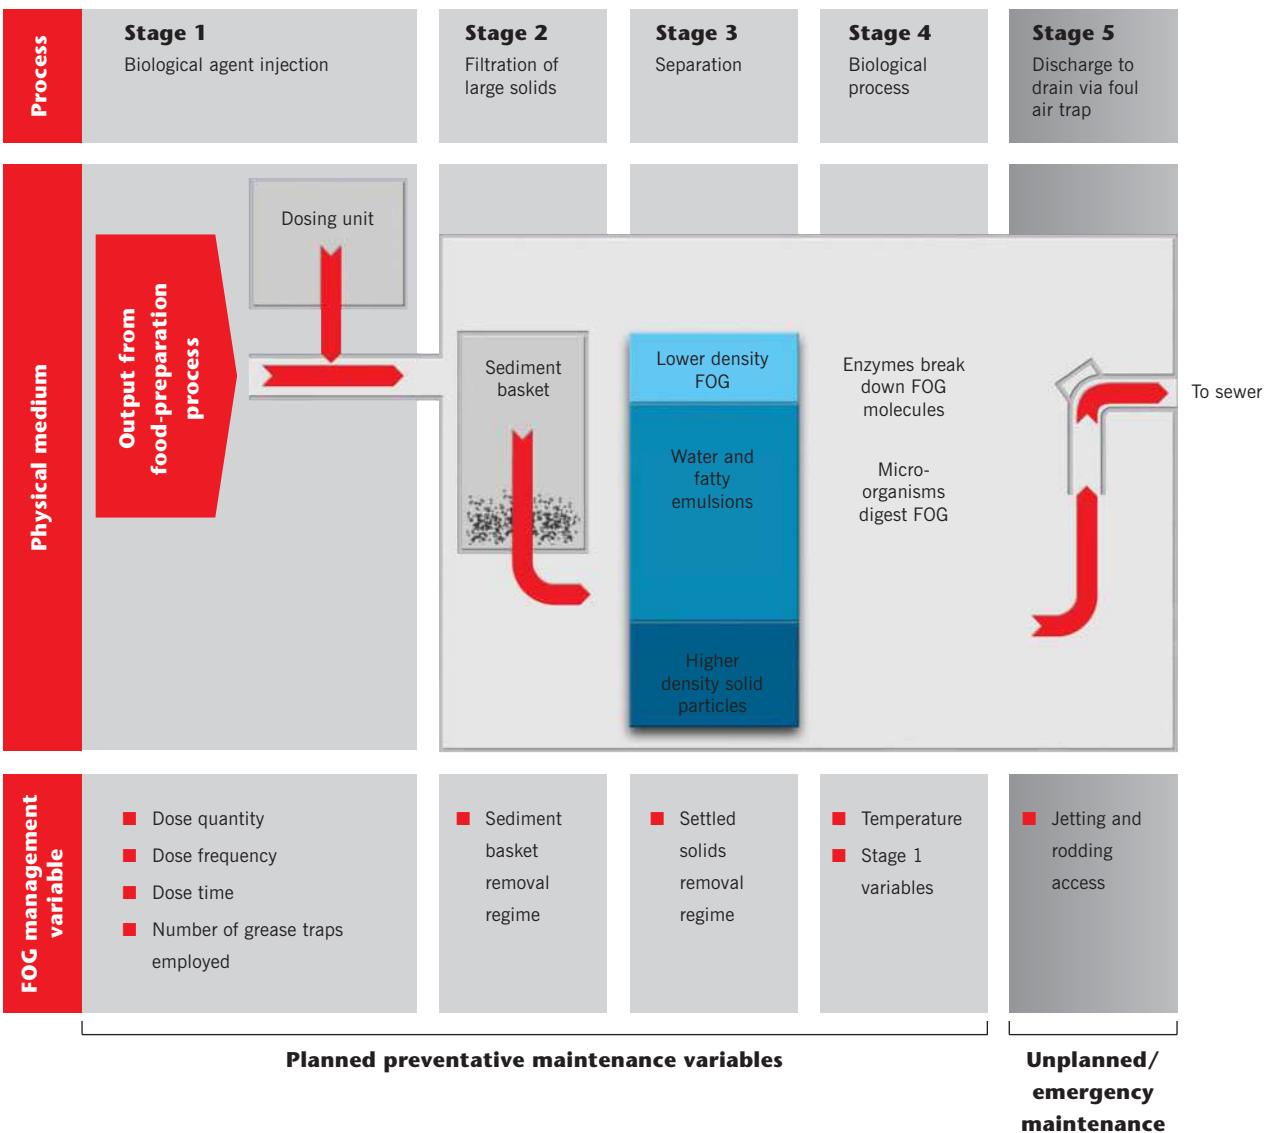 Process
Stage 1
Biological agent injection
Stage 2
Filtration of
large solids
Stage 3
Separation
Stage 4
Biological
process
Stage 5
Discharge to
drain via foul
air trap
Physical medium
Output from
food-preparation
process
Dosing unit
Sediment
basket
Lower density
FOG
Water and
fatty
emulsions
Higher
density solid
particles
Enzymes break
down FOG
molecules
Micro-
organisms
digest FOG
To sewer
FOG management
variable
Dose quantity
Dose frequency
Dose time
Number of grease traps
employed
Sediment
basket
removal
regime
Settled
solids
removal
regime
Temperature
Stage 1
variables
Jetting and
rodding
access
Planned preventative maintenance variables
Unplanned/
emergency
maintenance